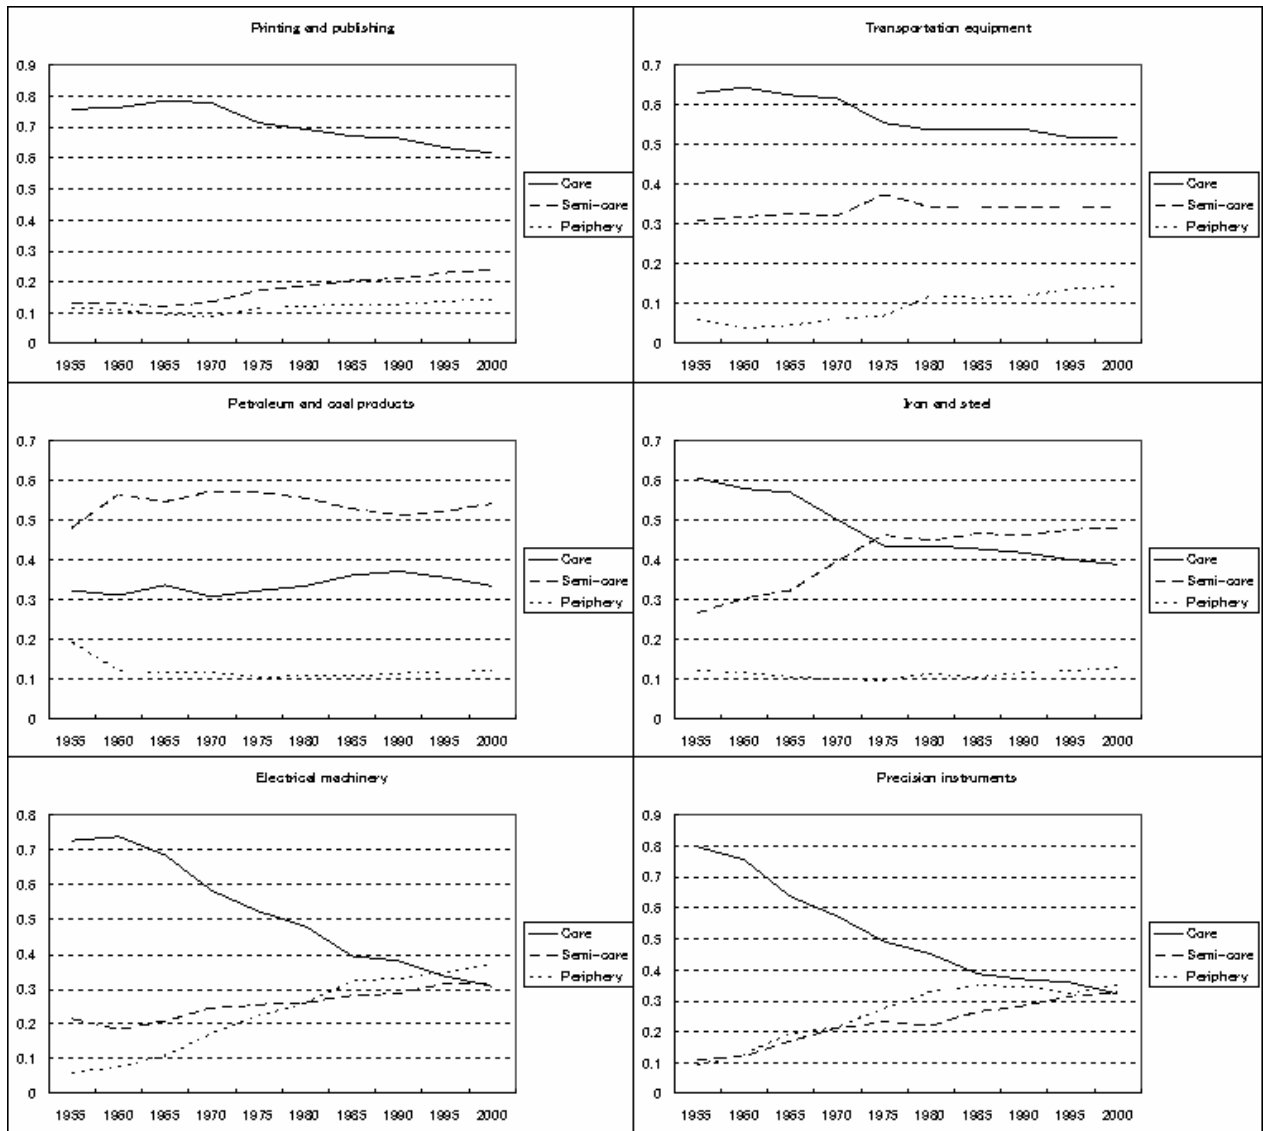 Printing and publishing
0.9
0.8
0.7
0.6
0.5
0.4
0.3
0.2
0.1
0
1955 1960 1965 1970 1975 1980 1985 1990 1995 2000
Core
Semi-core
Periphery
Transportation equipment
0.7
0.6
0.5
0.4
0.3
0.2
0.1
0
1955 1960 1965 1970 1975 1980 1985 1990 1995 2000
Core
Semi-core
Periphery
Petroleum and coal products
0.7
0.6
0.5
0.4
0.3
0.2
0.1
0
1955 1960 1965 1970 1975 1980 1985 1990 1995 2000
Core
Semi-core
Periphery
Iron and steel
0.7
0.6
0.5
0.4
0.3
0.2
0.1
0
1955 1960 1965 1970 1975 1980 1985 1990 1995 2000
Core
Semi-core
Periphery
Electrical machinery
0.8
0.7
0.6
0.5
0.4
0.3
0.2
0.1
0
1955 1960 1965 1970 1975 1980 1985 1990 1995 2000
Core
Semi-core
Periphery
Precision instruments
0.9
0.8
0.7
0.6
0.5
0.4
0.3
0.2
0.1
0
1955 1960 1965 1970 1975 1980 1985 1990 1995 2000
Core
Semi-core
Periphery